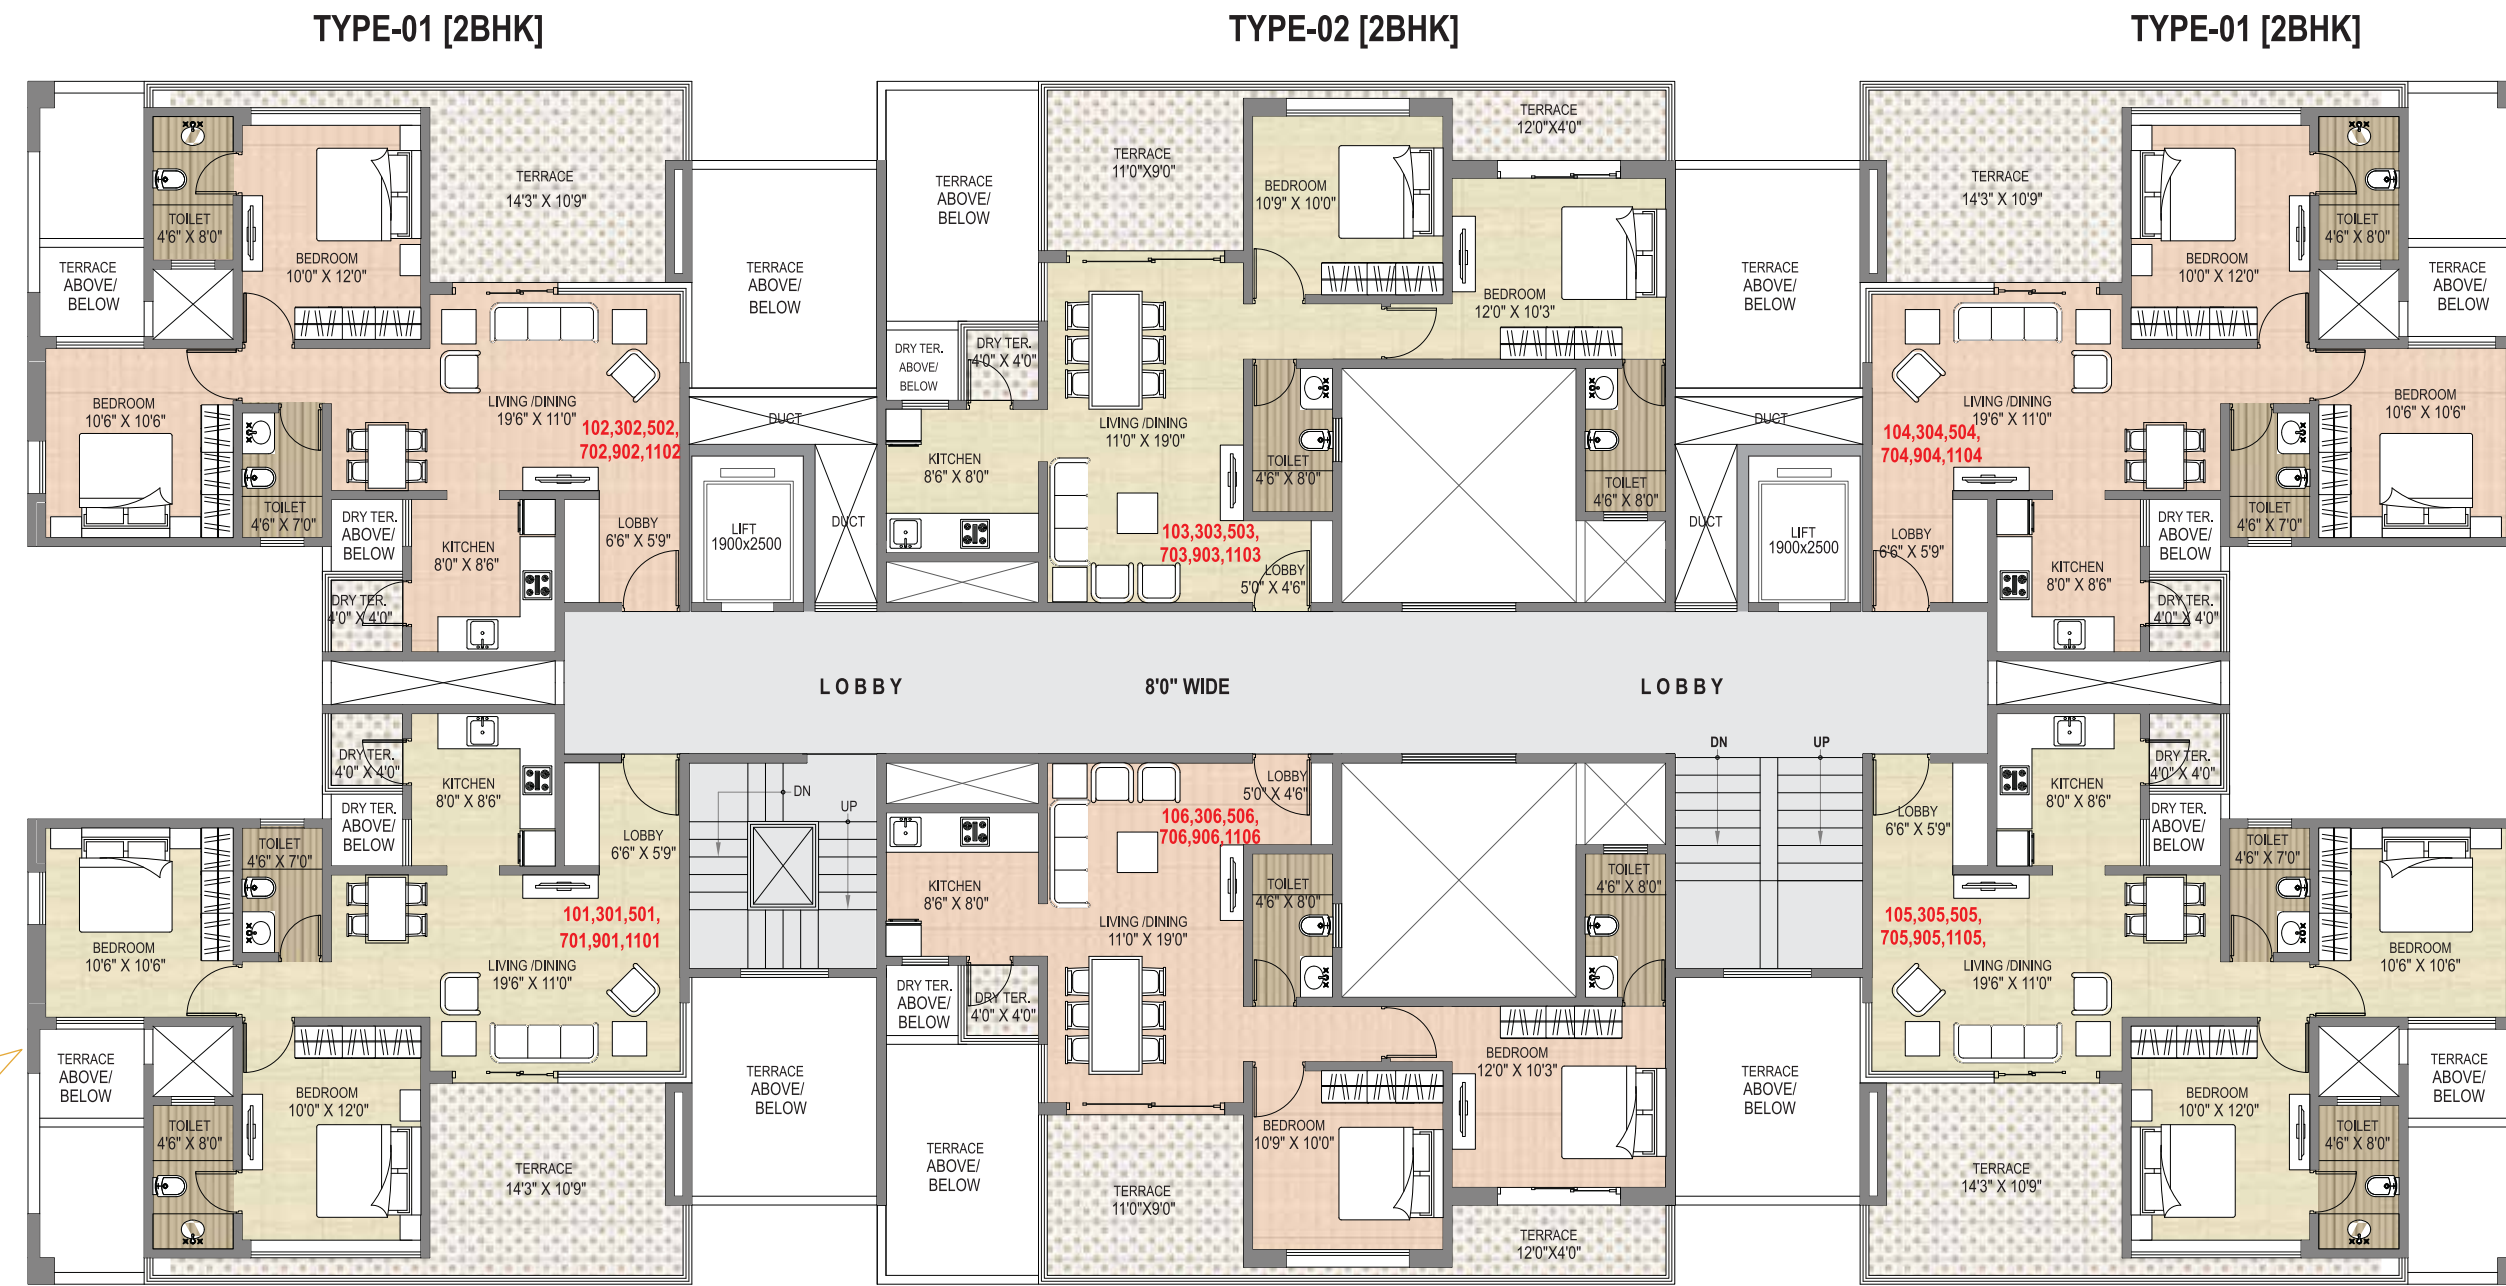 TYPE-01 [2BHK]
TYPE-02 [2BHK]
TYPE-01 [2BHK]
TOILET
4'6" X 8'0"
BEDROOM
10'0" X 12'0"
TERRACE
14'3" X 10'9"
TERRACE
ABOVE/
BELOW
TERRACE
ABOVE/
BELOW
BEDROOM
10'6" X 10'6"
TOILET
4'6" X 7'0"
LIVING /DINING
19'6" X 11'0"
102,302,502,
702,902,1102
DRY TER.
ABOVE/
BELOW
KITCHEN
8'0" X 8'6"
LOBBY
6'6" X 5'9"
DRY TER.
4'0" X 4'0"
DUCT
LIFT
1900x2500
DUCT
TERRACE
ABOVE/
BELOW
TERRACE
11'0"X9'0"
BEDROOM
10'9" X 10'0"
TERRACE
12'0"X4'0"
BEDROOM
12'0" X 10'3"
DRY TER.
ABOVE/
BELOW
DRY TER.
4'0" X 4'0"
LIVING /DINING
11'0" X 19'0"
KITCHEN
8'6" X 8'0"
TOILET
4'6" X 8'0"
TOILET
4'6" X 8'0"
103,303,503,
703,903,1103
LOBBY
5'0" X 4'6"
TERRACE
ABOVE/
BELOW
DUCT
DUCT
LIFT
1900x2500
TERRACE
14'3" X 10'9"
BEDROOM
10'0" X 12'0"
TOILET
4'6" X 8'0"
TERRACE
ABOVE/
BELOW
LIVING /DINING
19'6" X 11'0"
104,304,504,
704,904,1104
BEDROOM
10'6" X 10'6"
TOILET
4'6" X 7'0"
LOBBY
6'6" X 5'9"
KITCHEN
8'0" X 8'6"
DRY TER.
ABOVE/
BELOW
DRY TER.
4'0" X 4'0"
LOBBY
8'0" WIDE
LOBBY
DRY TER.
4'0" X 4'0"
KITCHEN
8'0" X 8'6"
DRY TER.
ABOVE/
BELOW
LOBBY
6'6" X 5'9"
TOILET
4'6" X 7'0"
BEDROOM
10'6" X 10'6"
101,301,501,
701,901,1101
LIVING /DINING
19'6" X 11'0"
TERRACE
ABOVE/
BELOW
BEDROOM
10'0" X 12'0"
TOILET
4'6" X 8'0"
TERRACE
14'3" X 10'9"
DN
UP
TERRACE
ABOVE/
BELOW
LOBBY
5'0" X 4'6"
106,306,506,
706,906,1106
KITCHEN
8'6" X 8'0"
TOILET
4'6" X 8'0"
TOILET
4'6" X 8'0"
LIVING /DINING
11'0" X 19'0"
DRY TER.
ABOVE/
BELOW
DRY TER.
4'0" X 4'0"
BEDROOM
12'0" X 10'3"
BEDROOM
10'9" X 10'0"
TERRACE
ABOVE/
BELOW
TERRACE
11'0"X9'0"
TERRACE
12'0"X4'0"
DN
UP
TERRACE
ABOVE/
BELOW
DRY TER.
4'0" X 4'0"
KITCHEN
8'0" X 8'6"
LOBBY
6'6" X 5'9"
DRY TER.
ABOVE/
BELOW
TOILET
4'6" X 7'0"
105,305,505,
705,905,1105,
BEDROOM
10'6" X 10'6"
LIVING /DINING
19'6" X 11'0"
TERRACE
ABOVE/
BELOW
BEDROOM
10'0" X 12'0"
TOILET
4'6" X 8'0"
TERRACE
14'3" X 10'9"